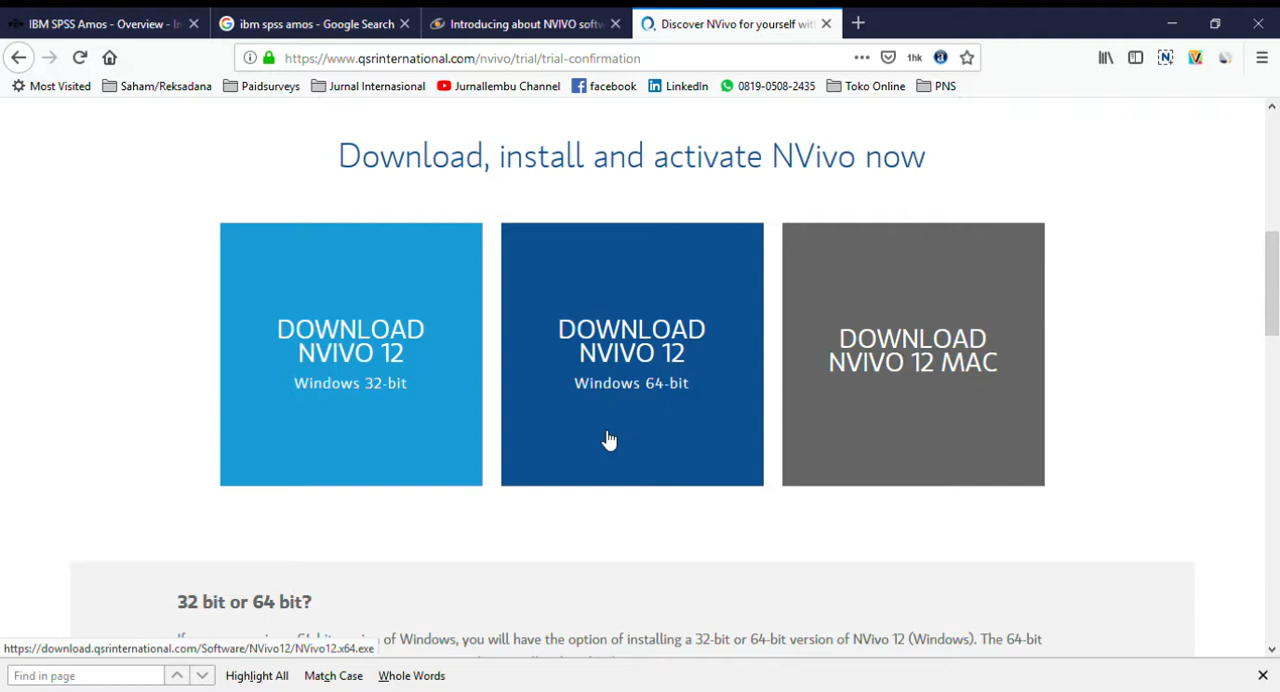 IBM SPSS Amos - Overview - In
ibm spss amos - Google Search
Introducing about NVIVO softw
Discover NVivo for yourself wit
https://www.qsrinternational.com/nvivo/trial/trial-confirmation
1hk
Most Visited
Saham/Reksadana
Paidsurveys
Jurnal Internasional
Jurnallembu Channel
facebook
LinkedIn
0819-0508-2435
Toko Online
PNS
Download, install and activate NVivo now
DOWNLOAD
NVIVO 12
Windows 32-bit
DOWNLOAD
NVIVO 12
Windows 64-bit
DOWNLOAD
NVIVO 12 MAC
32 bit or 64 bit?
of Windows, you will have the option of installing a 32-bit or 64-bit version of NVivo 12 (Windows). The 64-bit
https://download.qsrinternational.com/Software/NVivo12/NVivo12.x64.exe
Find in page
Highlight All
Match Case
Whole Words